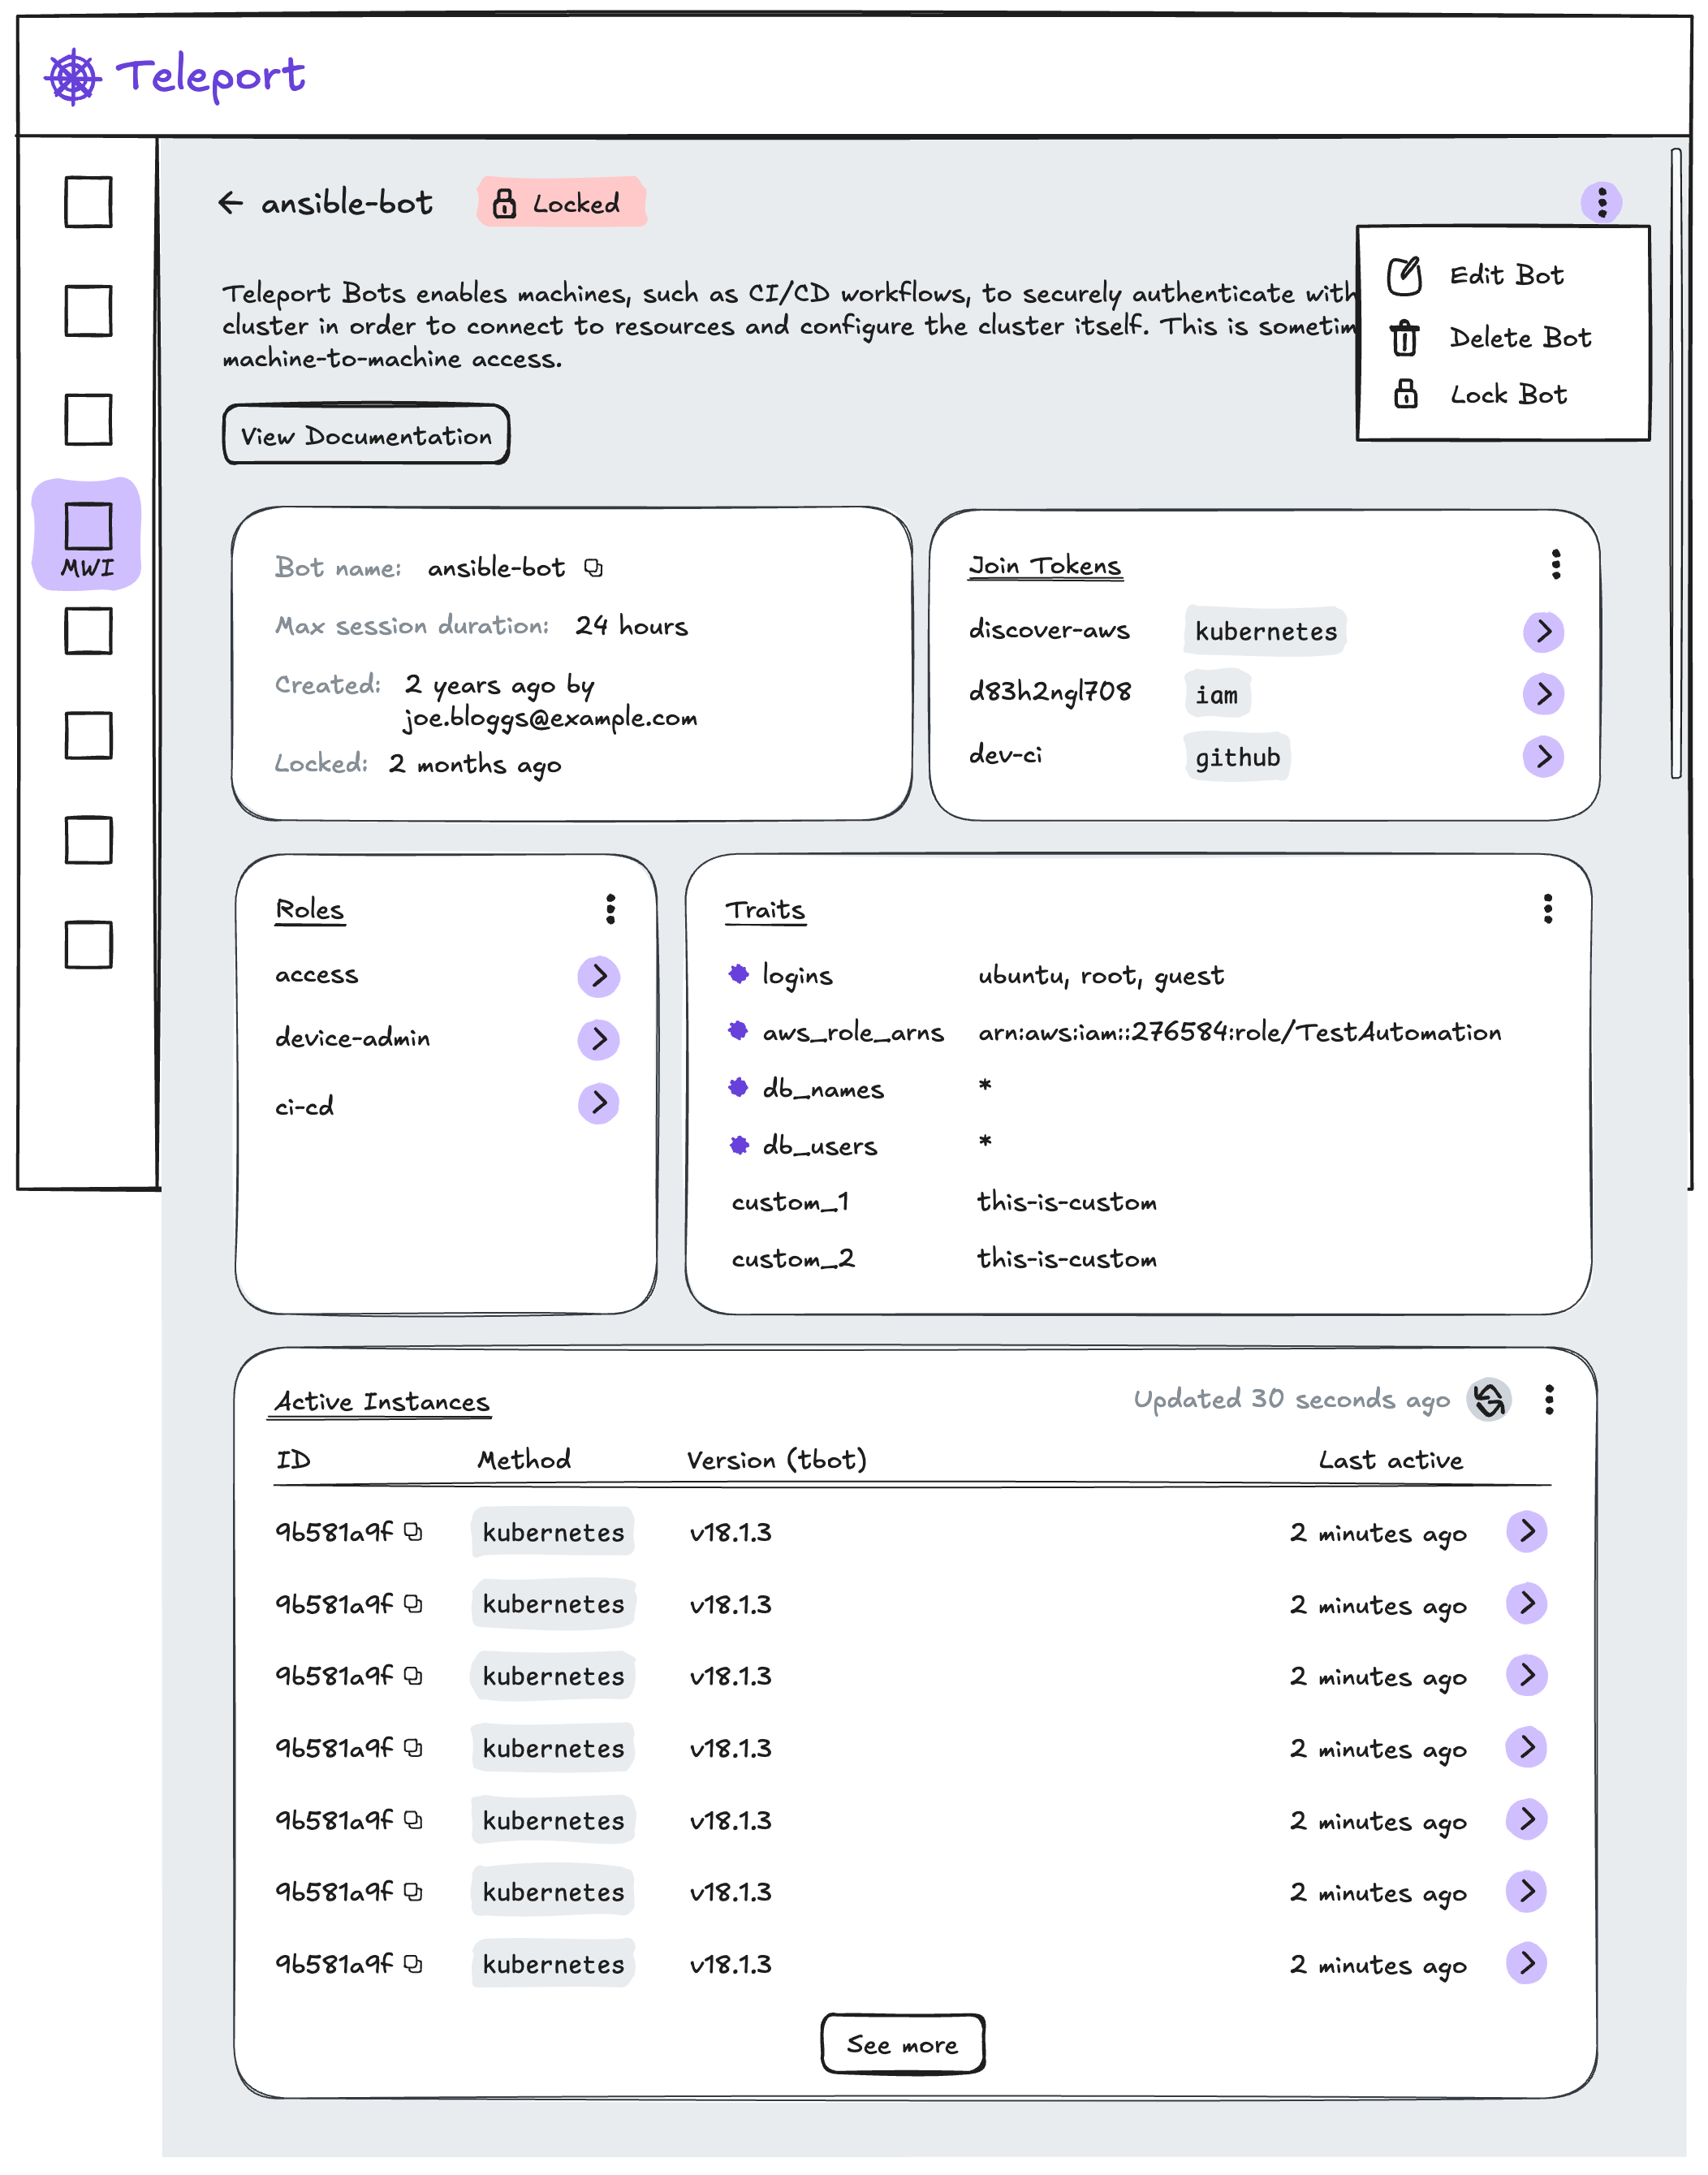 Teleport
ansible-bot
Locked
Edit Bot
Delete Bot
Lock Bot
Teleport Bots enables machines, such as CI/CD workflows, to securely authenticate with
cluster in order to connect to resources and configure the cluster itself. This is sometim
machine-to-machine access.
View Documentation
MWI
Bot name: ansible-bot
Max session duration: 24 hours
Created: 2 years ago by
joe.bloggs@example.com
Locked: 2 months ago
Join Tokens
discover-aws kubernetes
d83h2ngl708 iam
dev-ci github
Roles
access
device-admin
ci-cd
Traits
logins ubuntu, root, guest
aws_role_arns arn:aws:iam::276584:role/TestAutomation
db_names *
db_users *
custom_1 this-is-custom
custom_2 this-is-custom
Active Instances Updated 30 seconds ago
ID Method Version (tbot) Last active
9b581a9f kubernetes v18.1.3 2 minutes ago
9b581a9f kubernetes v18.1.3 2 minutes ago
9b581a9f kubernetes v18.1.3 2 minutes ago
9b581a9f kubernetes v18.1.3 2 minutes ago
9b581a9f kubernetes v18.1.3 2 minutes ago
9b581a9f kubernetes v18.1.3 2 minutes ago
9b581a9f kubernetes v18.1.3 2 minutes ago
See more